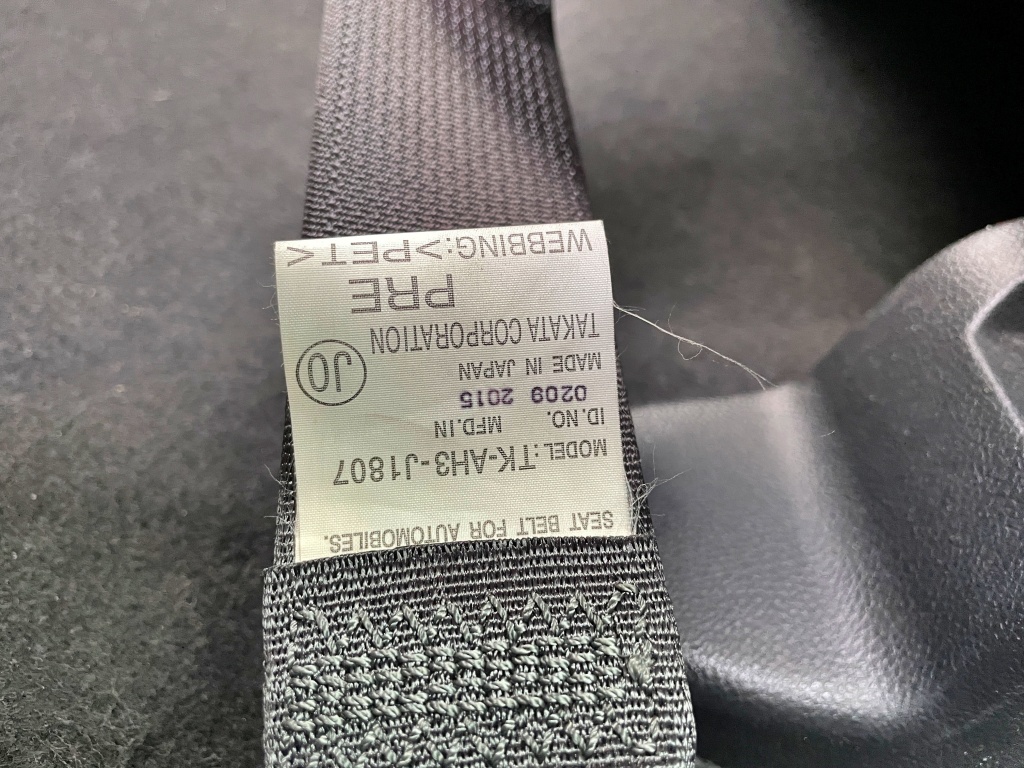 SEAT BELT FOR AUTOMOBILES.
MODEL:TK-AH3-J1807
ID.NO. MFD.IN
0209 2015
MADE IN JAPAN
TAKATA CORPORATION JO
PRE
WEBBING:>PET<